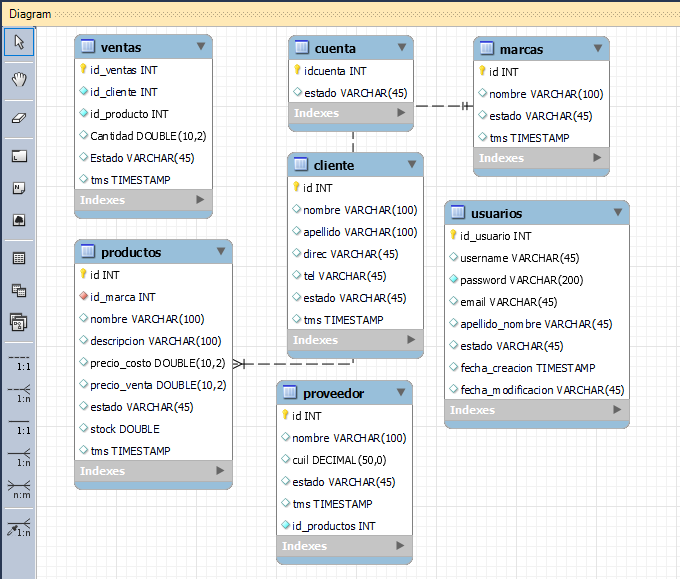 Diagram
ventas
id_ventas INT
id_cliente INT
id_producto INT
Cantidad DOUBLE(10,2)
Estado VARCHAR(45)
tms TIMESTAMP
Indexes
cuenta
idcuenta INT
estado VARCHAR(45)
Indexes
marcas
id INT
nombre VARCHAR(100)
estado VARCHAR(45)
tms TIMESTAMP
Indexes
cliente
id INT
nombre VARCHAR(100)
apellido VARCHAR(100)
direc VARCHAR(45)
tel VARCHAR(45)
estado VARCHAR(45)
tms TIMESTAMP
Indexes
usuarios
id_usuario INT
username VARCHAR(45)
password VARCHAR(200)
email VARCHAR(45)
apellido_nombre VARCHAR(45)
estado VARCHAR(45)
fecha_creacion TIMESTAMP
fecha_modificacion VARCHAR(45)
Indexes
productos
id INT
id_marca INT
nombre VARCHAR(100)
descripcion VARCHAR(100)
precio_costo DOUBLE(10,2)
precio_venta DOUBLE(10,2)
estado VARCHAR(45)
stock DOUBLE
tms TIMESTAMP
Indexes
proveedor
id INT
nombre VARCHAR(100)
cuil DECIMAL(50,0)
estado VARCHAR(45)
tms TIMESTAMP
id_productos INT
Indexes
1:1
1:n
1:1
1:n
n:m
1:n